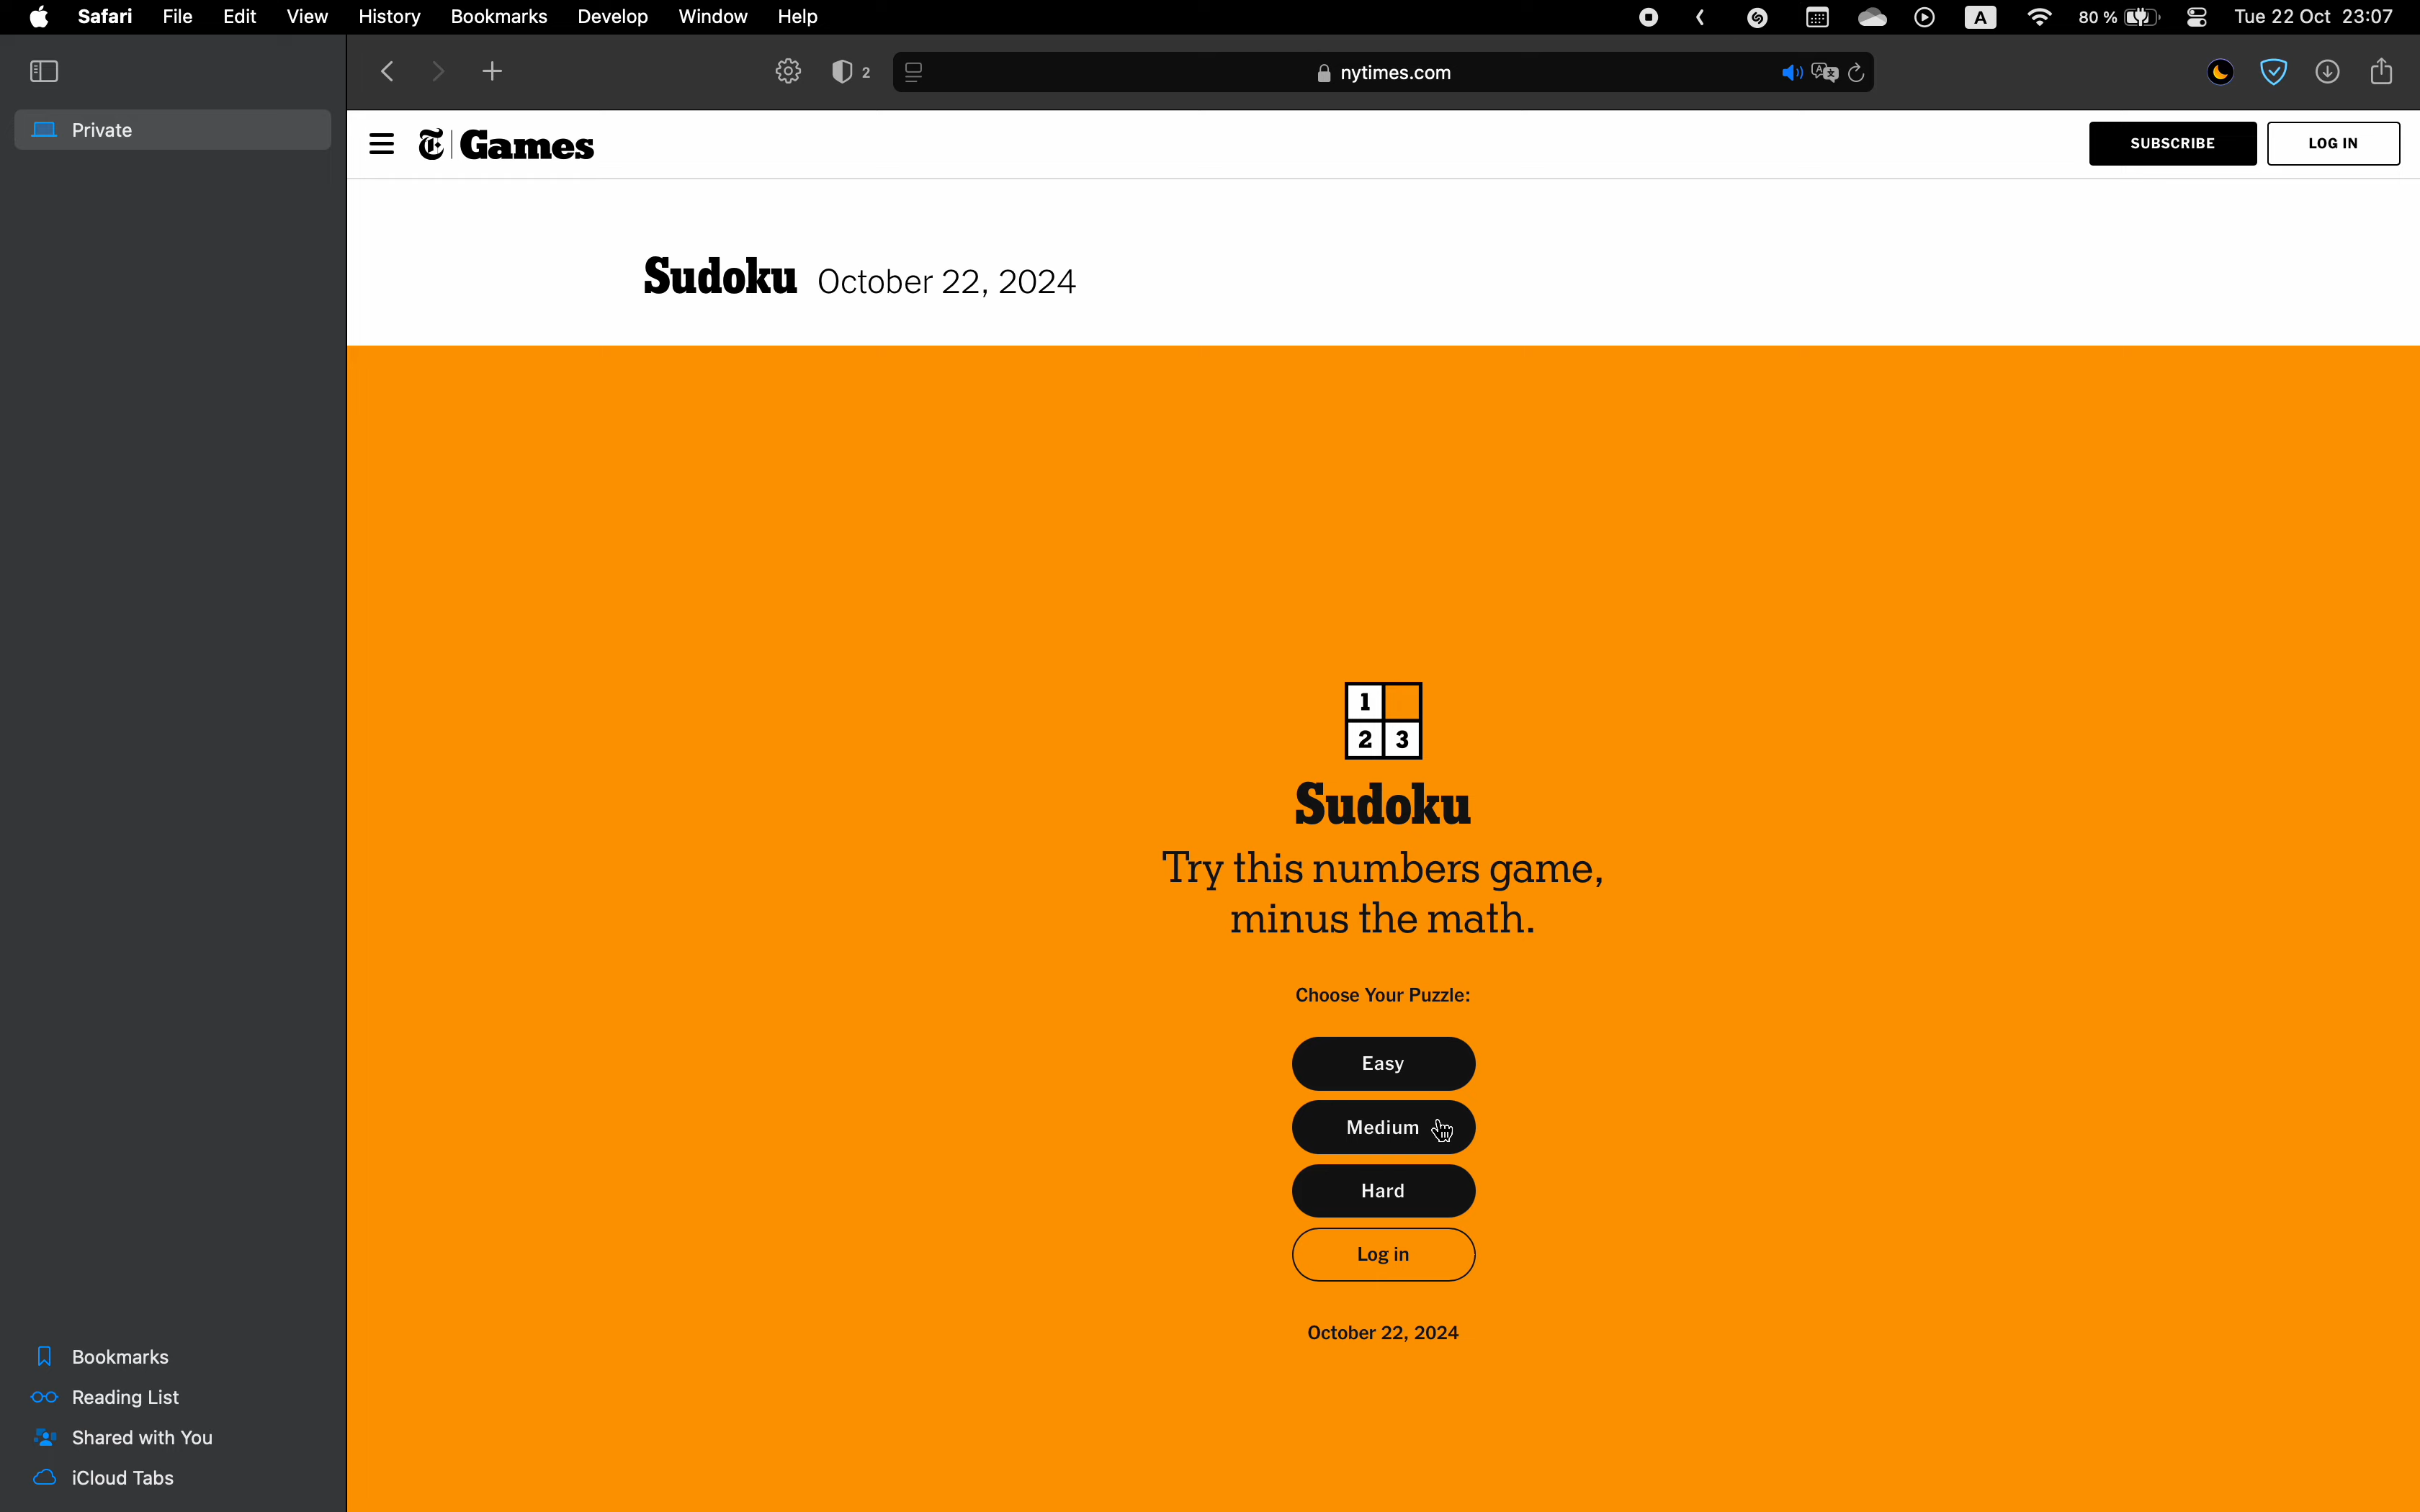 Safari File Edit View History Bookmarks Develop Window Help A 80 % Tue 22 Oct 23:07
2 nytimes.com
Private
T Games SUBSCRIBE LOG IN
Sudoku October 22, 2024
1
2 3
Sudoku
Try this numbers game,
minus the math.
Choose Your Puzzle:
Easy
Medium
Hard
Log in
October 22, 2024
Bookmarks
Reading List
Shared with You
iCloud Tabs